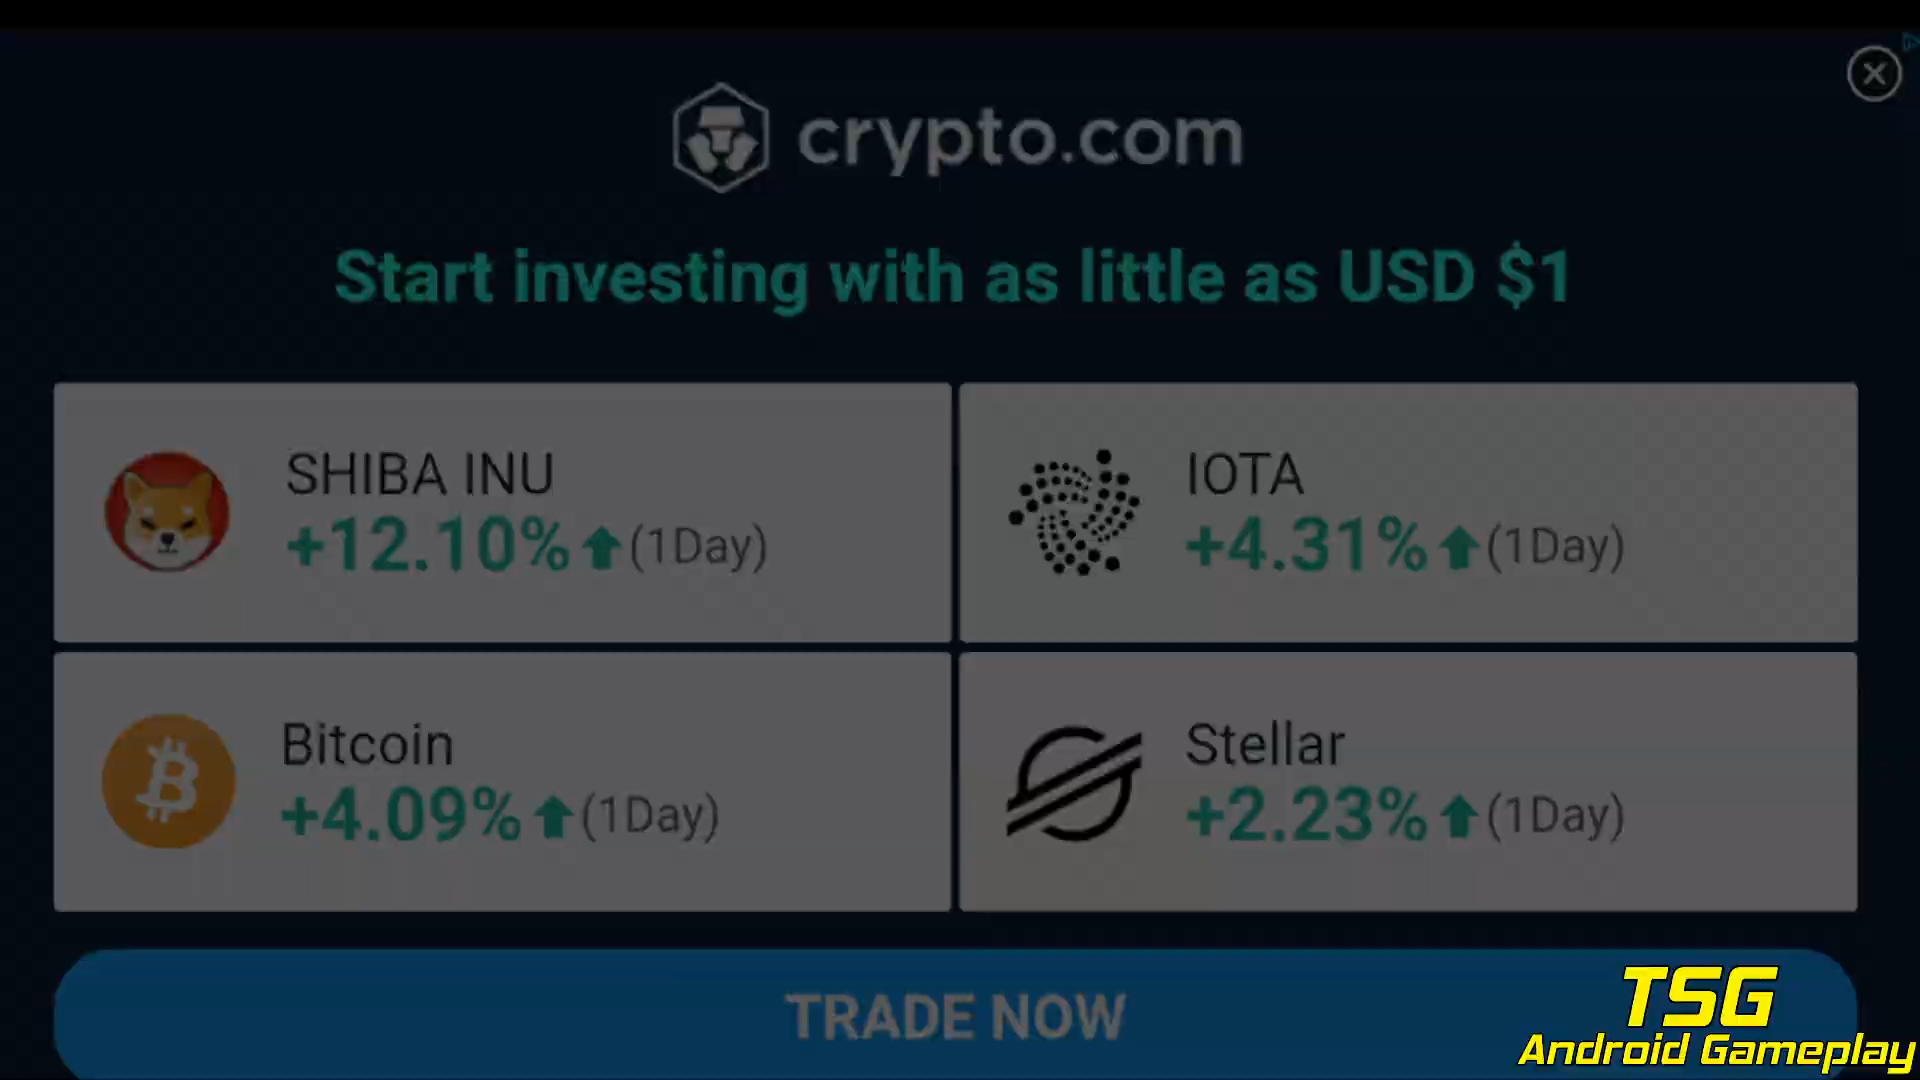 crypto.com
Start investing with as little as USD $1
SHIBA INU
+12.10% (1Day)
IOTA
+4.31% (1Day)
Bitcoin
+4.09% (1Day)
Stellar
+2.23% (1Day)
TRADE NOW
TSG
Android Gameplay